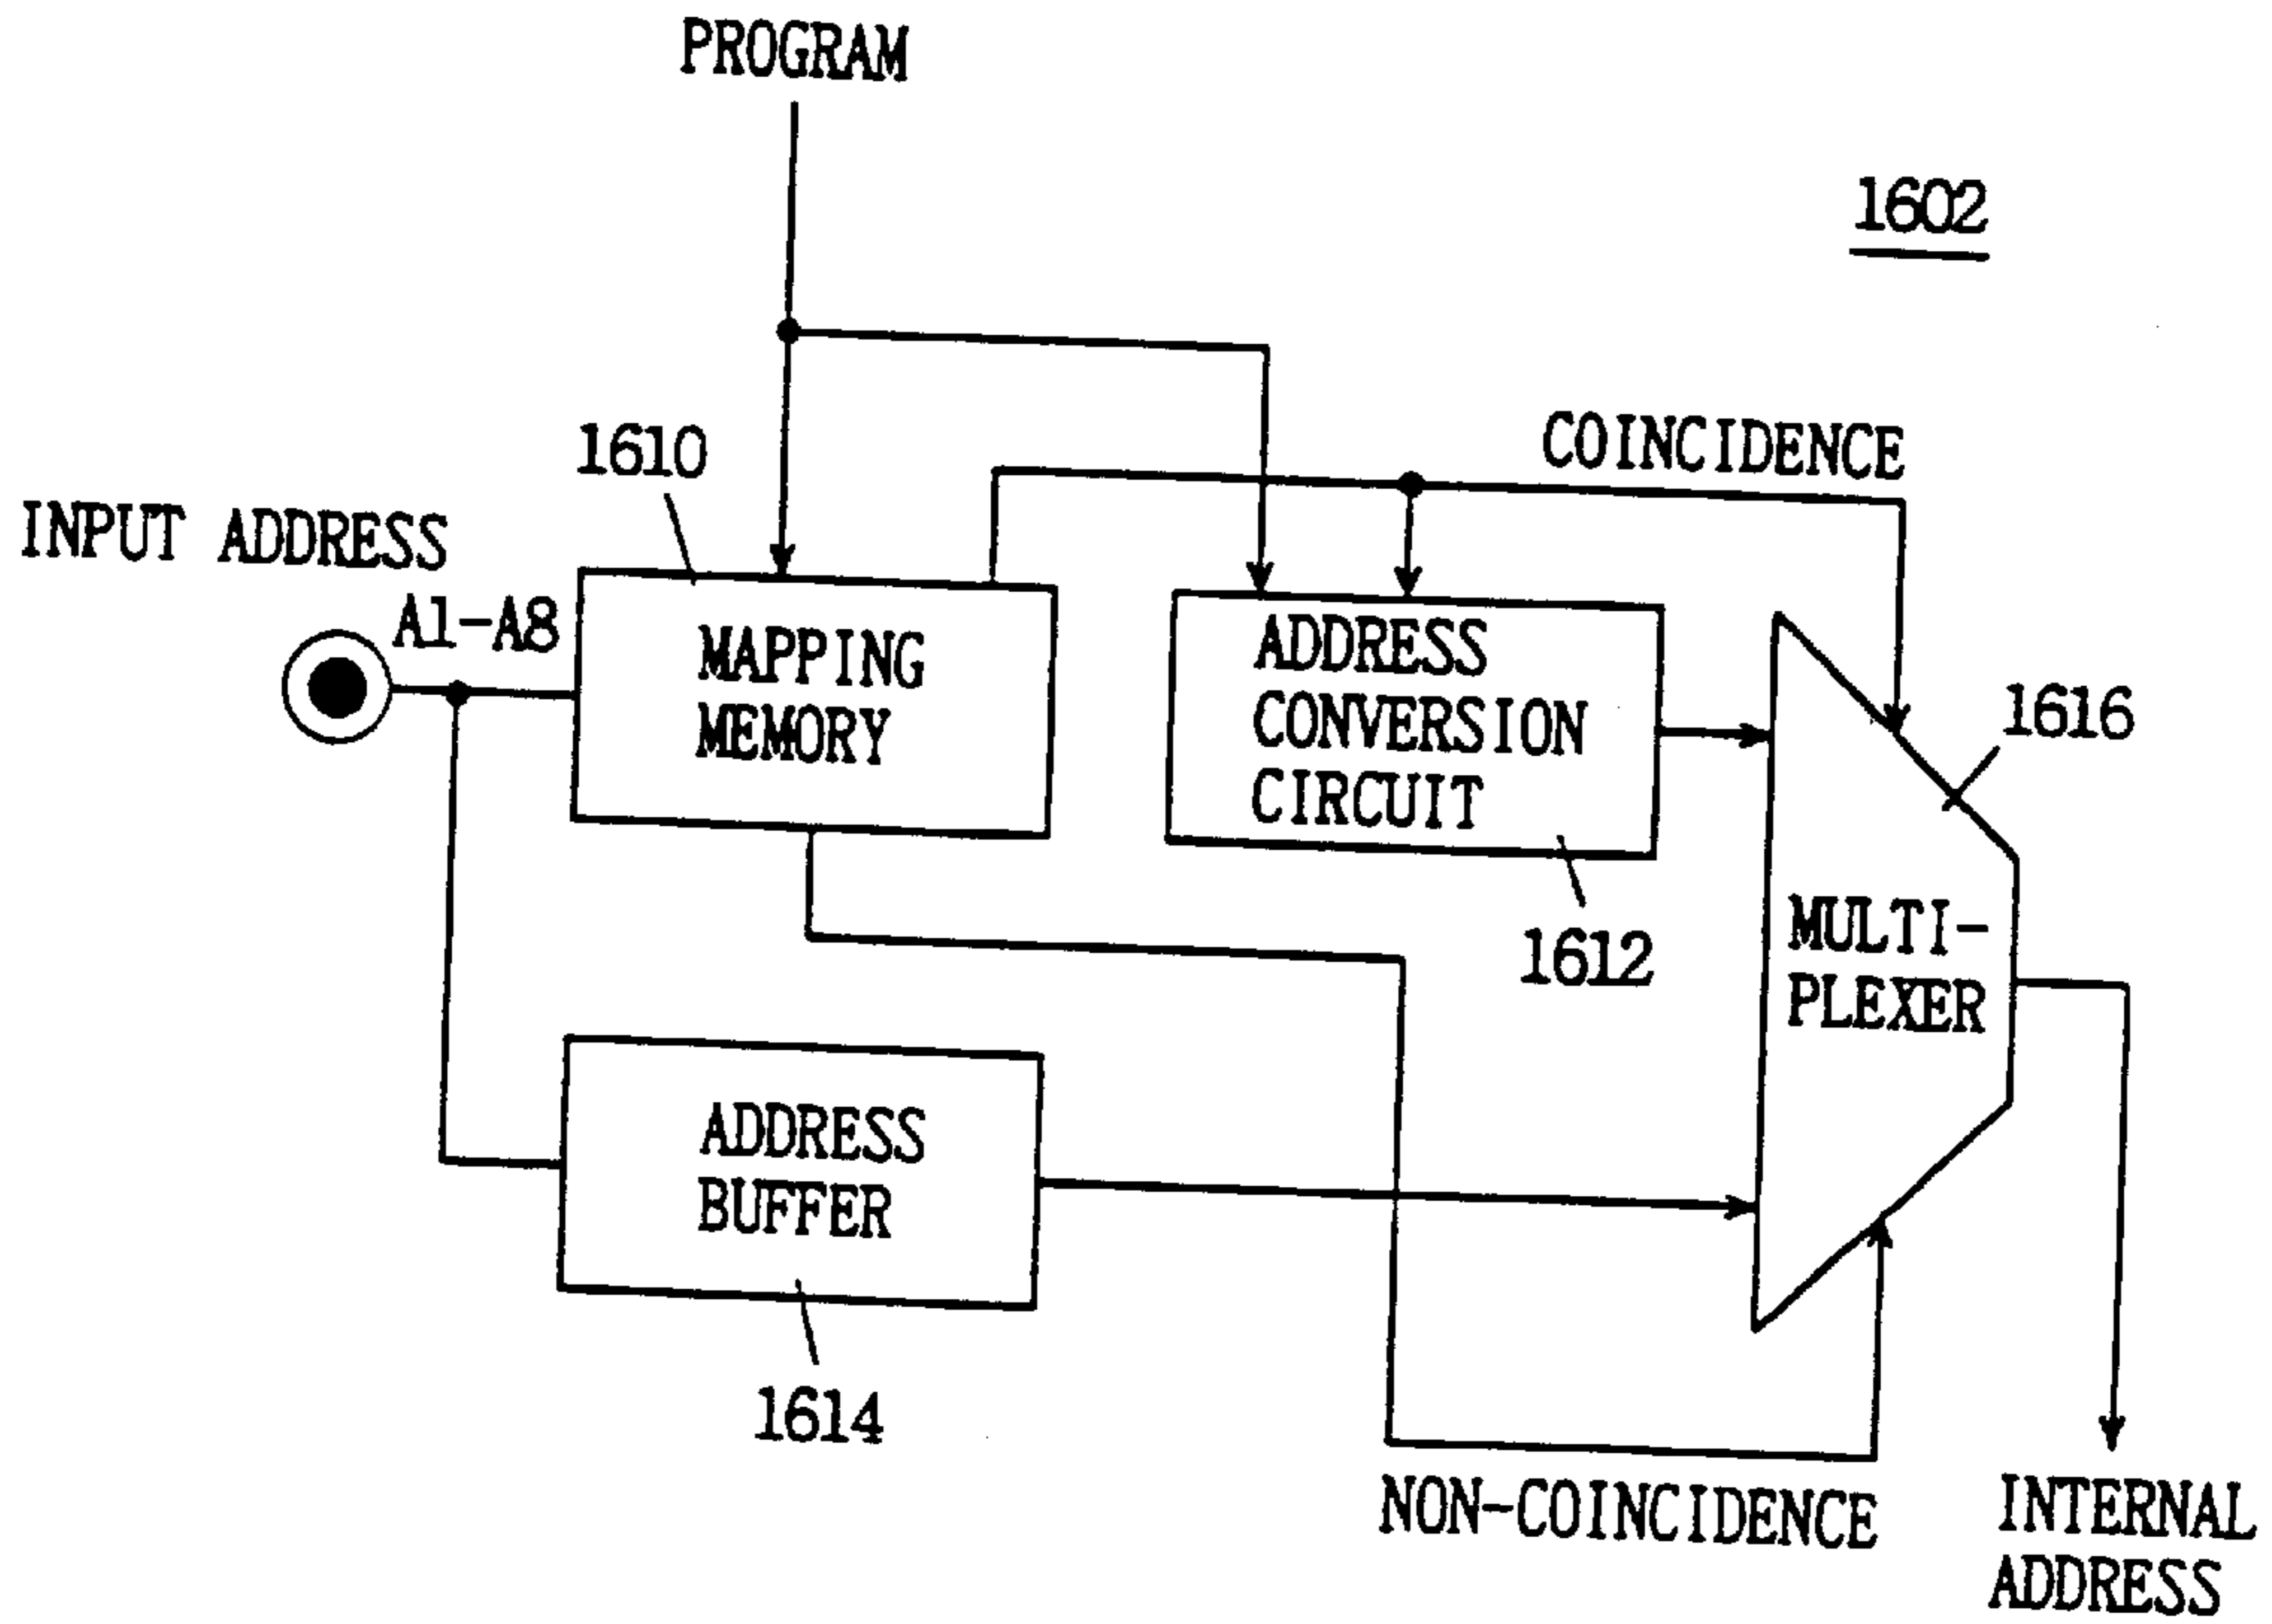 PROGRAM
1602
COINCIDENCE
1610
INPUT ADDRESS
A1-A8
MAPPING
MEMORY
ADDRESS
CONVERSION
CIRCUIT
1616
1612
MULTI-
PLEXER
ADDRESS
BUFFER
1614
NON-COINCIDENCE
INTERNAL
ADDRESS